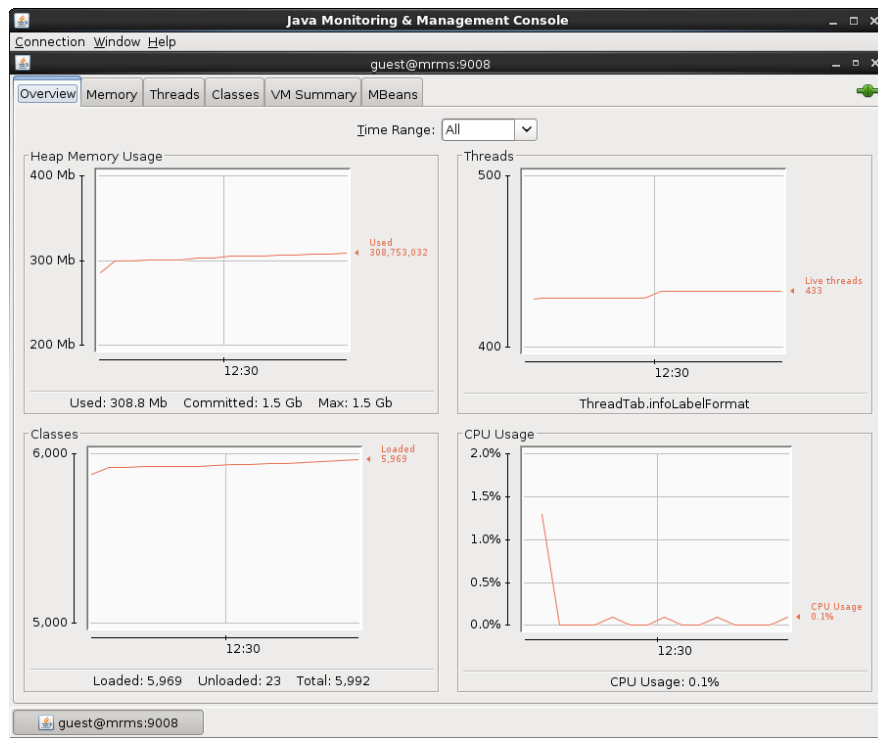 Java Monitoring & Management Console
Connection Window Help
guest@mrms:9008
Overview Memory Threads Classes VM Summary MBeans
Time Range: All
Heap Memory Usage
400 Mb
300 Mb
200 Mb
Used
308,753,032
12:30
Used: 308.8 Mb Committed: 1.5 Gb Max: 1.5 Gb
Threads
500
400
Live threads
433
12:30
ThreadTab.infoLabelFormat
Classes
6,000
5,000
Loaded
5,969
12:30
Loaded: 5,969 Unloaded: 23 Total: 5,992
CPU Usage
2.0%
1.5%
1.0%
0.5%
0.0%
CPU Usage
0.1%
12:30
CPU Usage: 0.1%
guest@mrms:9008